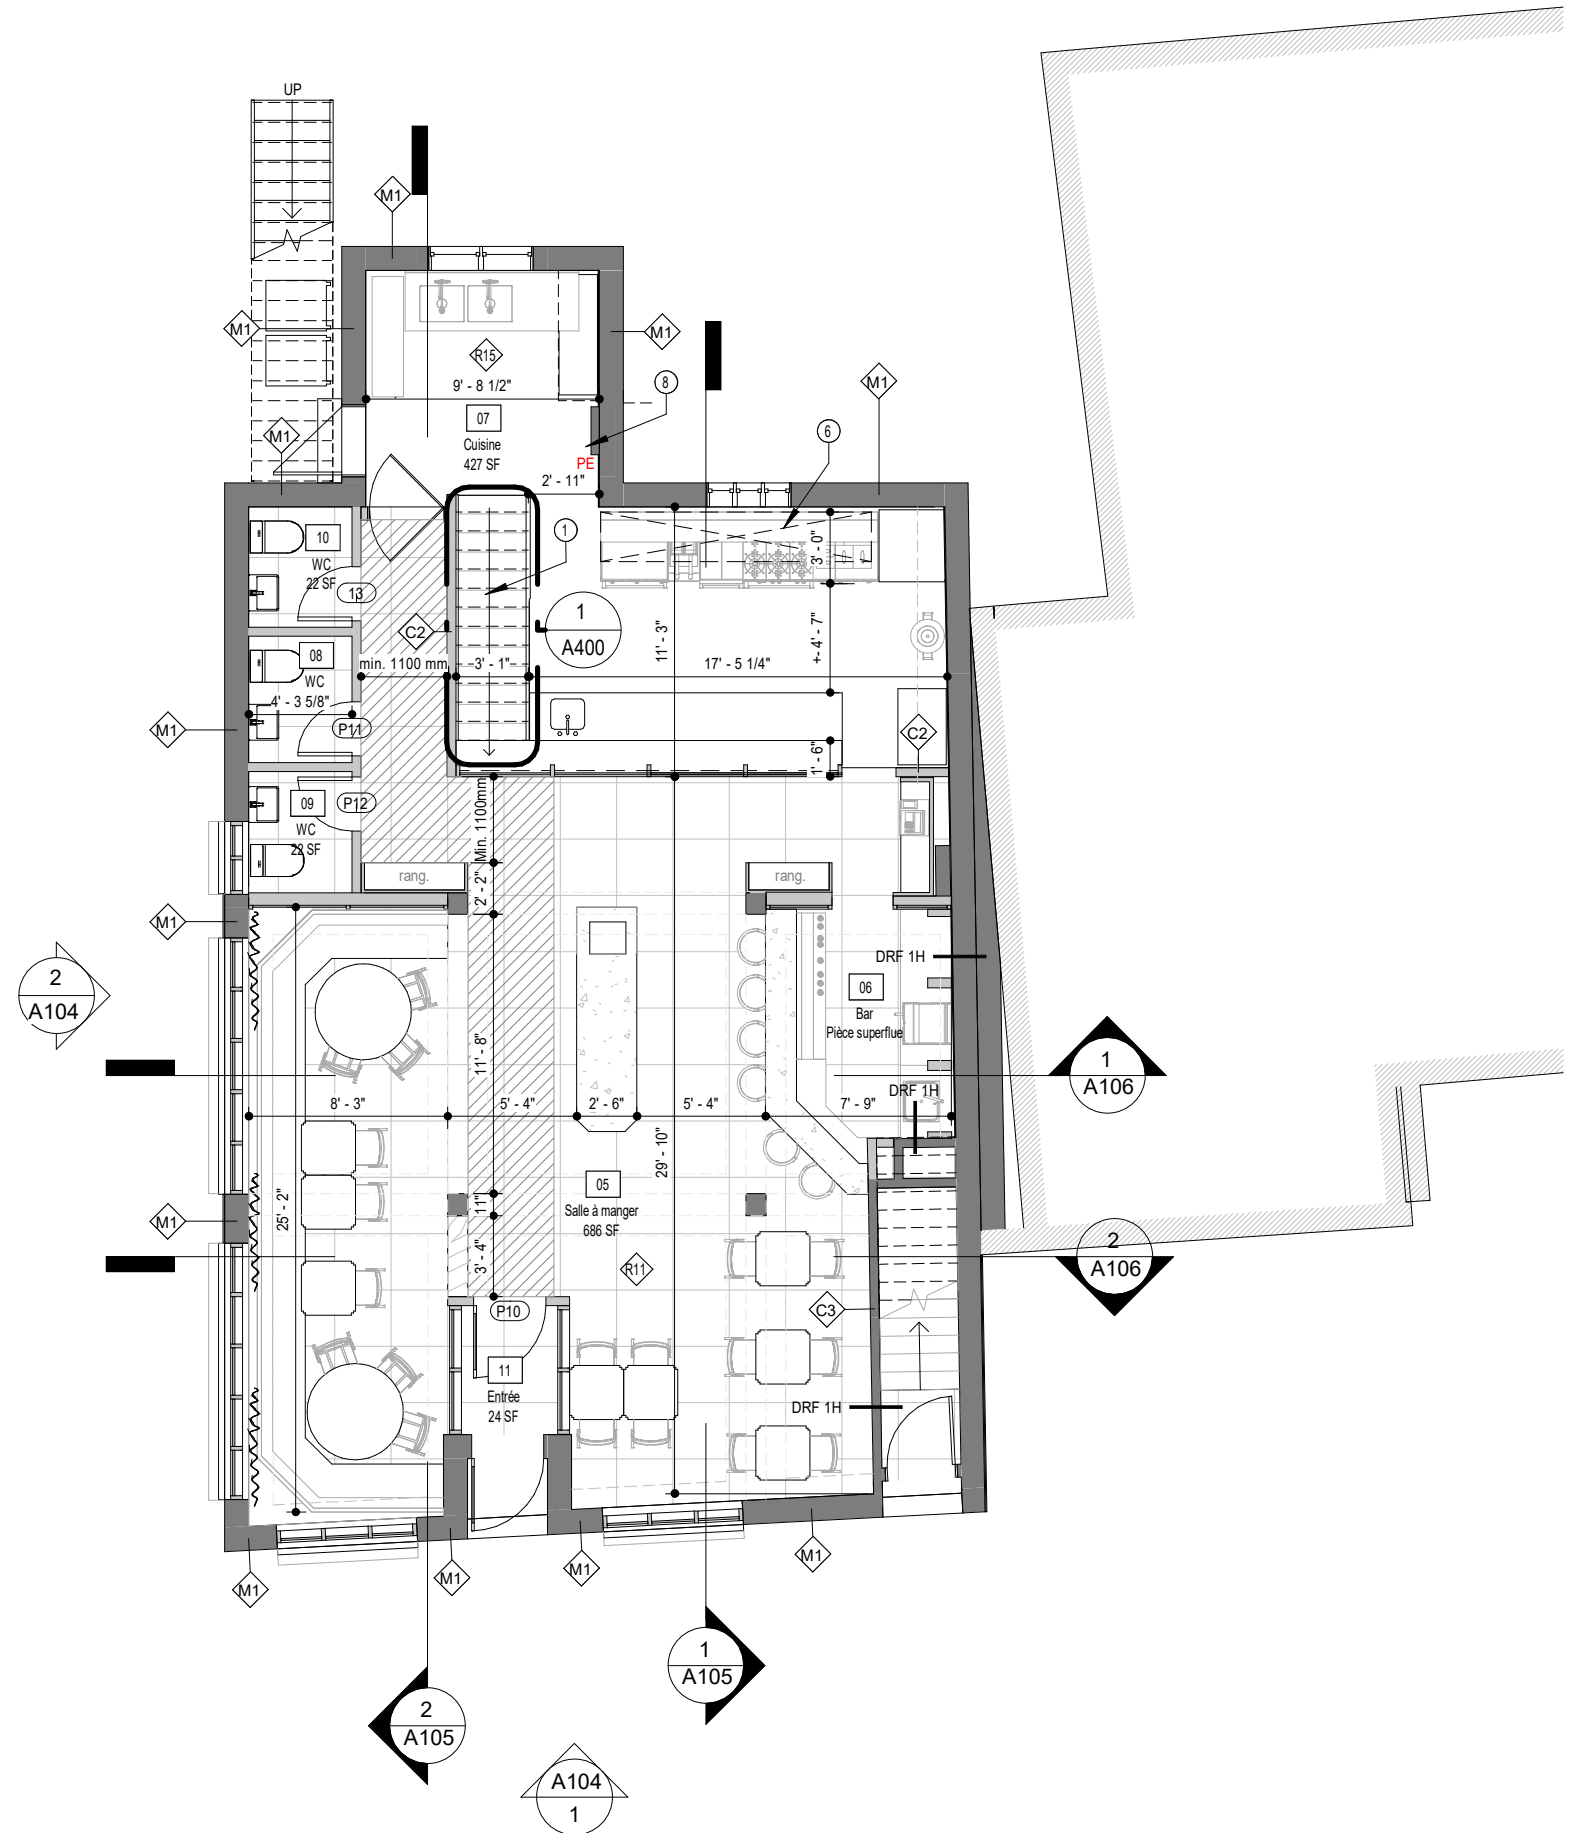 UP
M1
M1
M1
R15
9' - 8 1/2"
8
M1
07
Cuisine
427 SF
M1
6
PE
2' - 11"
10
WC
22 SF
13
1
3' - 0"
C2
1
A400
11' - 3"
+- 4' - 7"
08
WC
min. 1100 mm
3' - 1"
17' - 5 1/4"
4' - 3 5/8"
M1
P11
C2
1' - 6"
09
WC
22 SF
P12
Min. 1100mm
rang.
2' - 2"
rang.
M1
2
A104
DRF 1H
06
Bar
Pièce superflue
11' - 8"
1
A106
DRF 1H
8' - 3"
5' - 4"
2' - 6"
5' - 4"
7' - 9"
29' - 10"
25' - 2"
05
Salle à manger
686 SF
11"
M1
3' - 4"
R11
2
A106
P10
C3
11
Entrée
24 SF
DRF 1H
M1
M1
M1
M1
1
A105
2
A105
A104
1